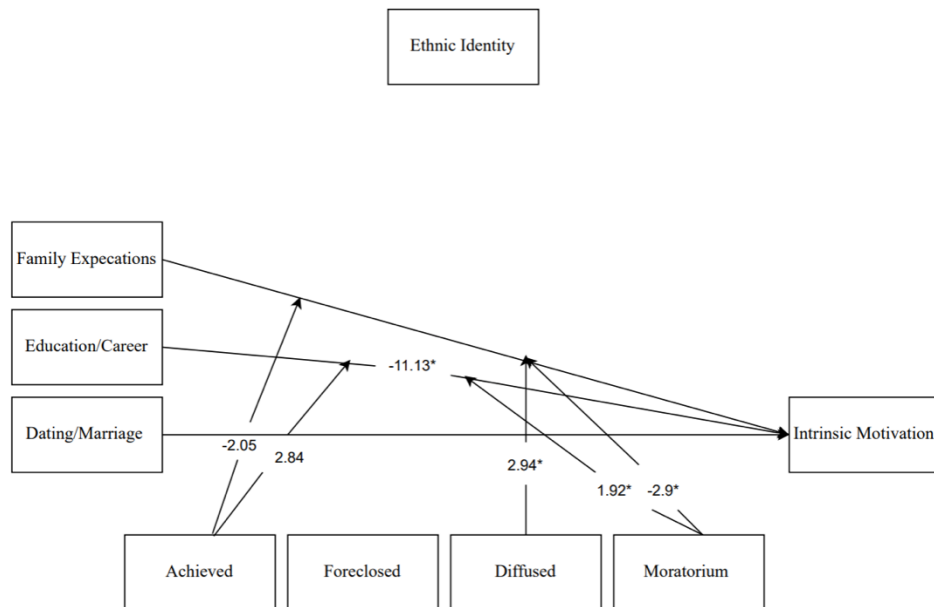 Ethnic Identity
Family Expecations
Education/Career
-11.13*
Dating/Marriage
Intrinsic Motivation
-2.05
2.84
2.94*
1.92*
-2.9*
Achieved
Foreclosed
Diffused
Moratorium